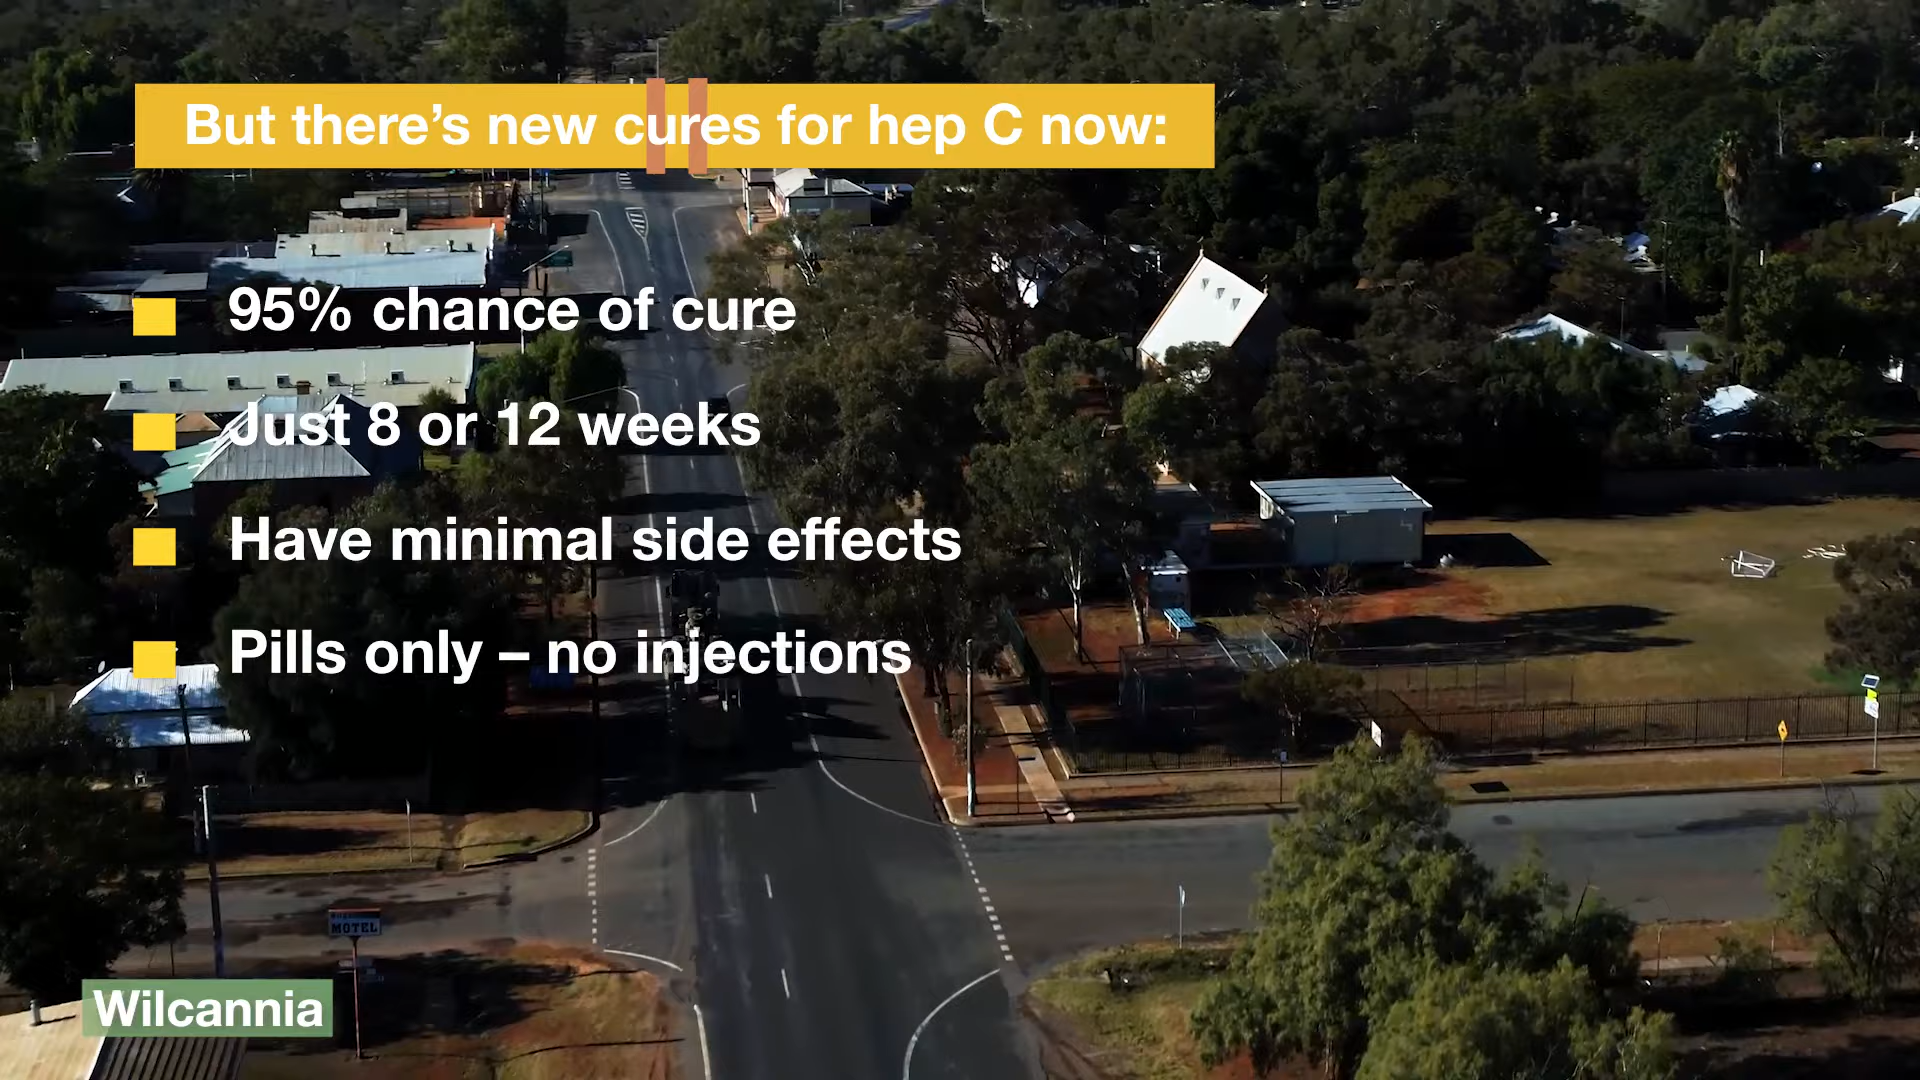 But there’s new cures for hep C now:
95% chance of cure
Just 8 or 12 weeks
Have minimal side effects
Pills only – no injections
MOTEL
Wilcannia